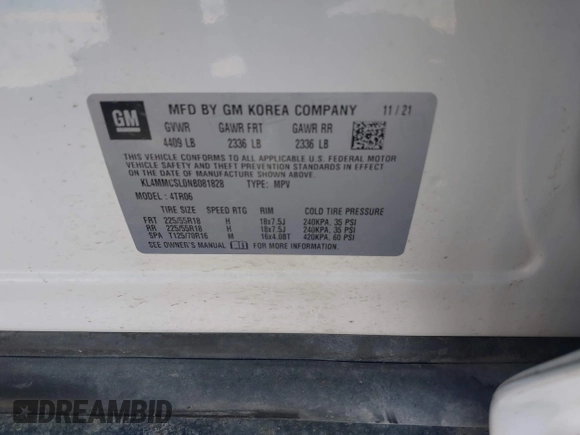 GM
MFD BY GM KOREA COMPANY 11/21
GVWR GAWR FRT GAWR RR
4409 LB 2336 LB 2336 LB
THIS VEHICLE CONFORMS TO ALL APPLICABLE U.S. FEDERAL MOTOR
VEHICLE SAFETY AND THEFT PREVENTION STANDARDS IN EFFECT
ON THE DATE OF MANUFACTURE SHOWN ABOVE.
KL4MMCSL0NB081828 TYPE: MPV
MODEL: 4TR06
TIRE SIZE SPEED RTG RIM COLD TIRE PRESSURE
FRT 225/55R18 H 18x7.5J 240KPA, 35 PSI
RR 225/55R18 H 18x7.5J 240KPA, 35 PSI
SPA T125/70R16 M 16x4.0BT 420KPA, 60 PSI
SEE OWNER'S MANUAL FOR MORE INFORMATION.
DREAMBID